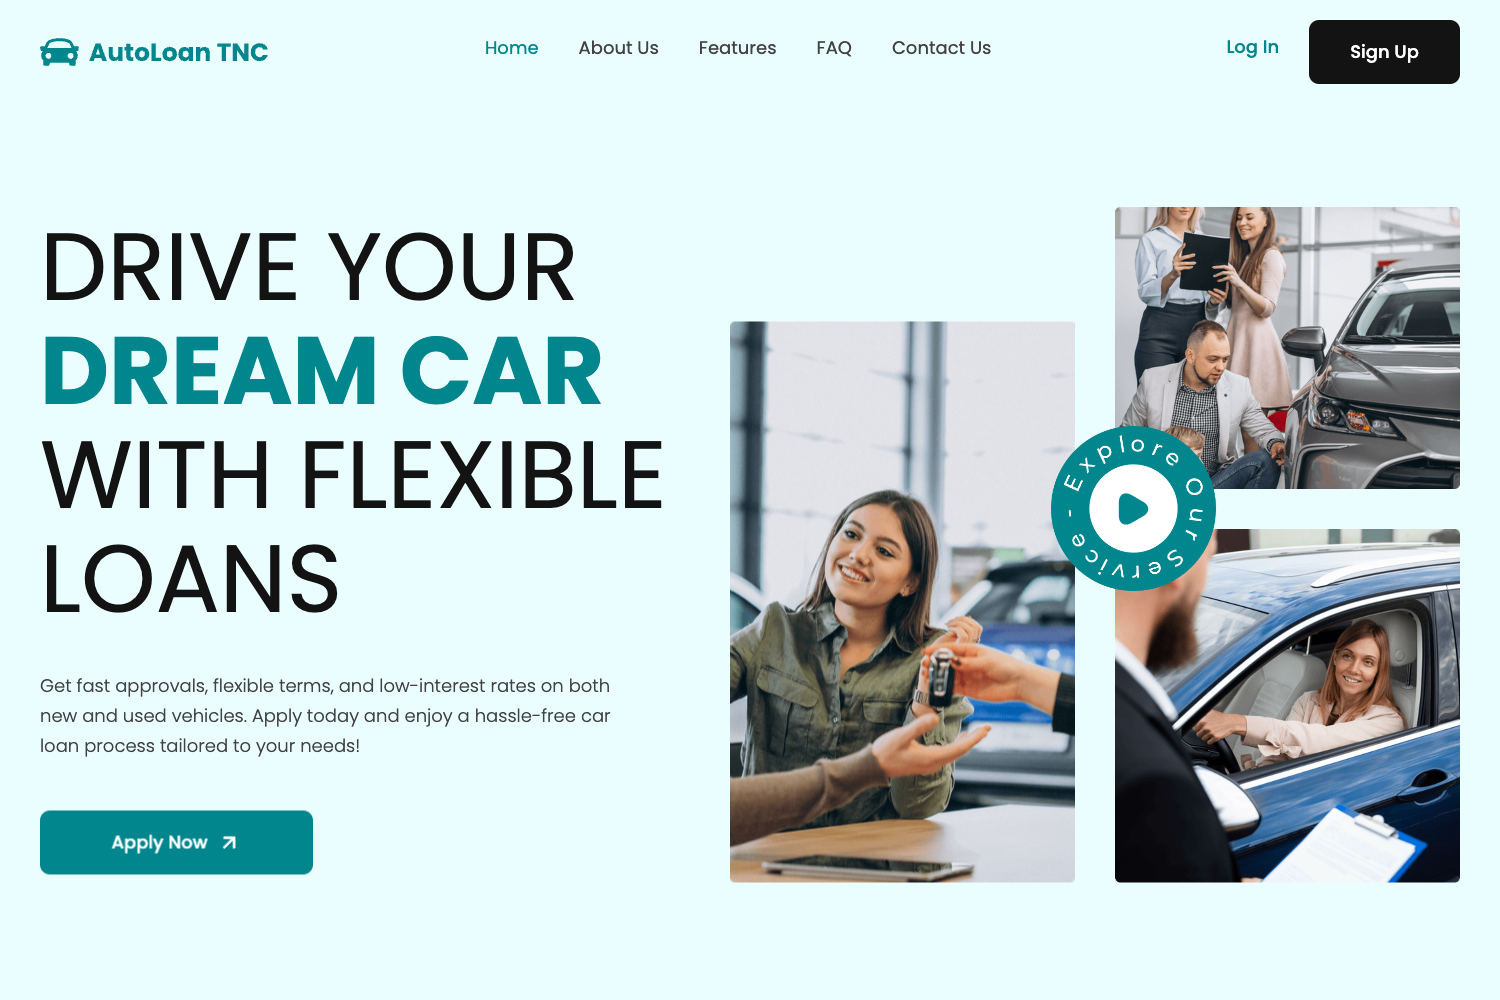 AutoLoan TNC
Home
About Us
Features
FAQ
Contact Us
Log In
Sign Up
DRIVE YOUR
DREAM CAR
WITH FLEXIBLE
LOANS
Get fast approvals, flexible terms, and low-interest rates on both
new and used vehicles. Apply today and enjoy a hassle-free car
loan process tailored to your needs!
Apply Now
Explore Our Service -